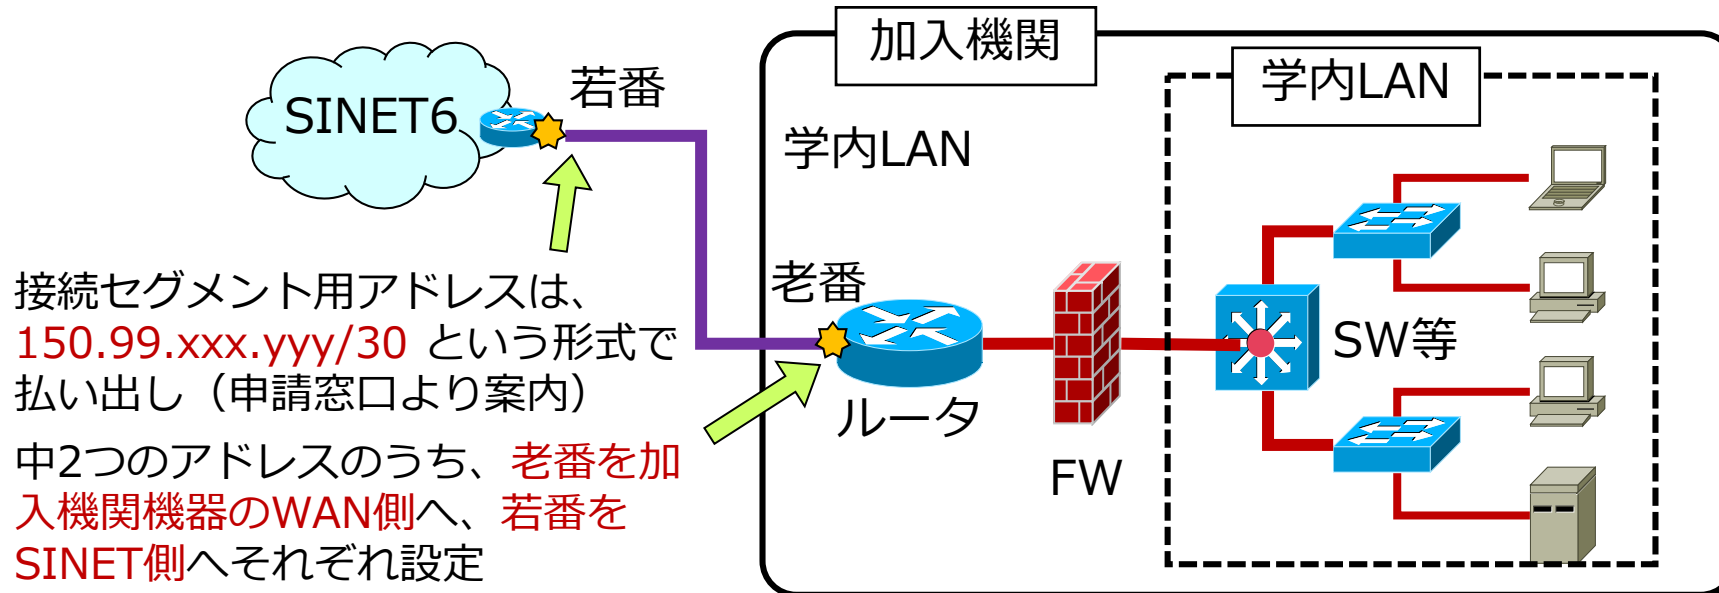 加入機関
学内LAN
若番
SINET6
学内LAN
老番
接続セグメント用アドレスは、
150.99.xxx.yyy/30 という形式で
払い出し（申請窓口より案内）
SW等
ルータ
中2つのアドレスのうち、老番を加
入機関機器のWAN側へ、若番を
SINET側へそれぞれ設定
FW